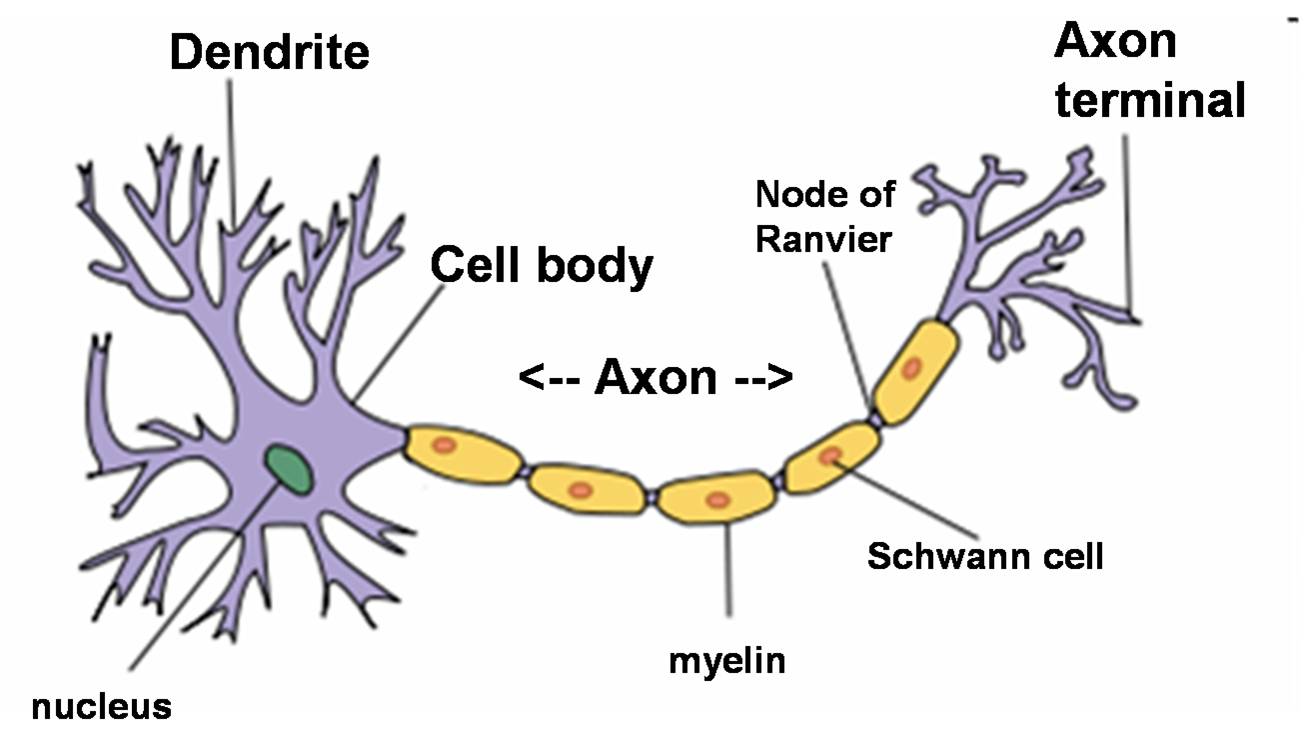 Dendrite
Axon
terminal
Node of
Ranvier
Cell body
<-- Axon -->
Schwann cell
myelin
nucleus